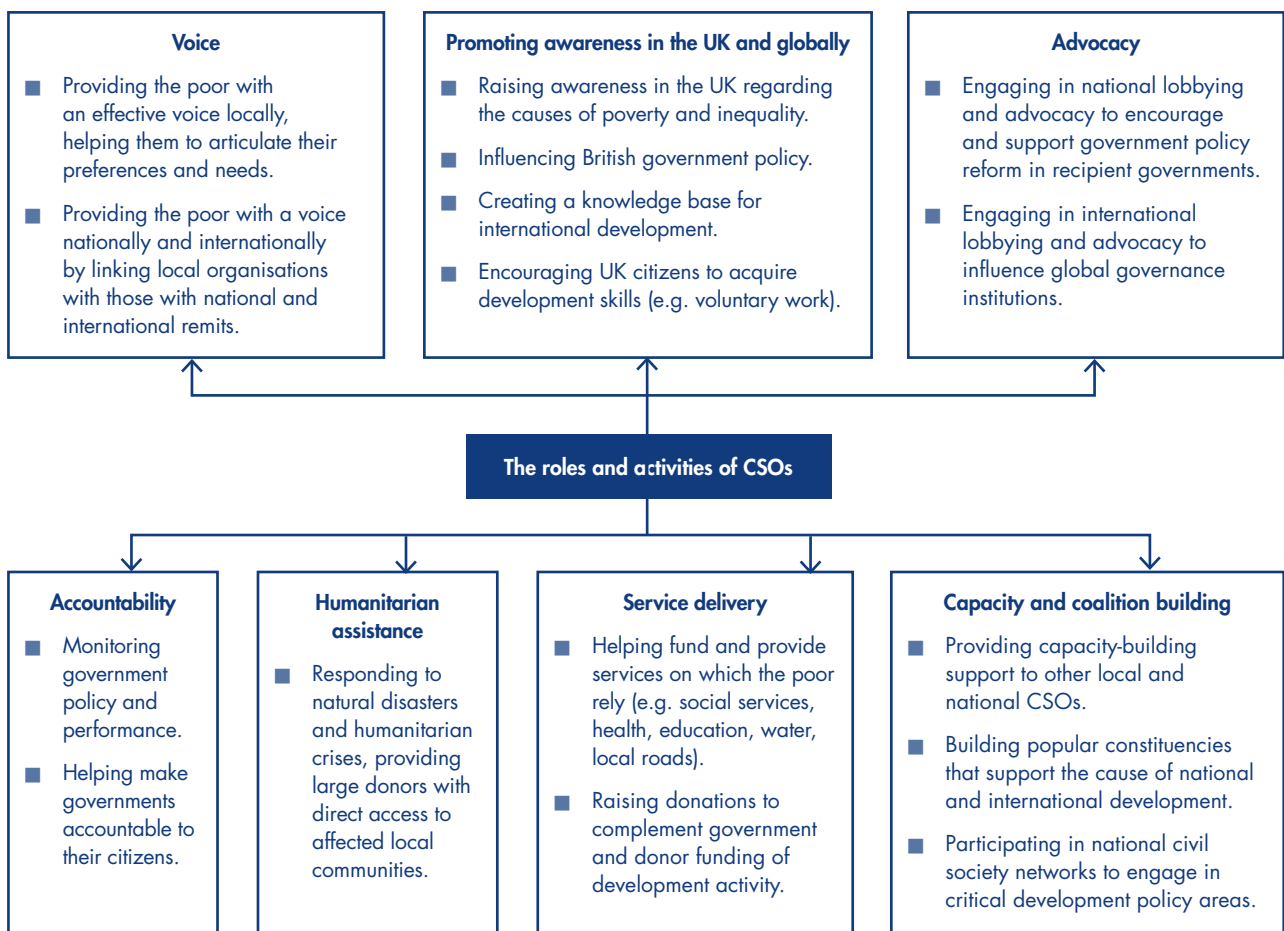 Voice
■ Providing the poor with
an effective voice locally,
helping them to articulate their
preferences and needs.
■ Providing the poor with a voice
nationally and internationally
by linking local organisations
with those with national and
international remits.
Promoting awareness in the UK and globally
■ Raising awareness in the UK regarding
the causes of poverty and inequality.
■ Influencing British government policy.
■ Creating a knowledge base for
international development.
■ Encouraging UK citizens to acquire
development skills (e.g. voluntary work).
Advocacy
■ Engaging in national lobbying
and advocacy to encourage
and support government policy
reform in recipient governments.
■ Engaging in international
lobbying and advocacy to
influence global governance
institutions.
The roles and activities of CSOs
Accountability
■ Monitoring
government
policy and
performance.
■ Helping make
governments
accountable to
their citizens.
Humanitarian
assistance
■ Responding to
natural disasters
and humanitarian
crises, providing
large donors with
direct access to
affected local
communities.
Service delivery
■ Helping fund and provide
services on which the poor
rely (e.g. social services,
health, education, water,
local roads).
■ Raising donations to
complement government
and donor funding of
development activity.
Capacity and coalition building
■ Providing capacity-building
support to other local and
national CSOs.
■ Building popular constituencies
that support the cause of national
and international development.
■ Participating in national civil
society networks to engage in
critical development policy areas.